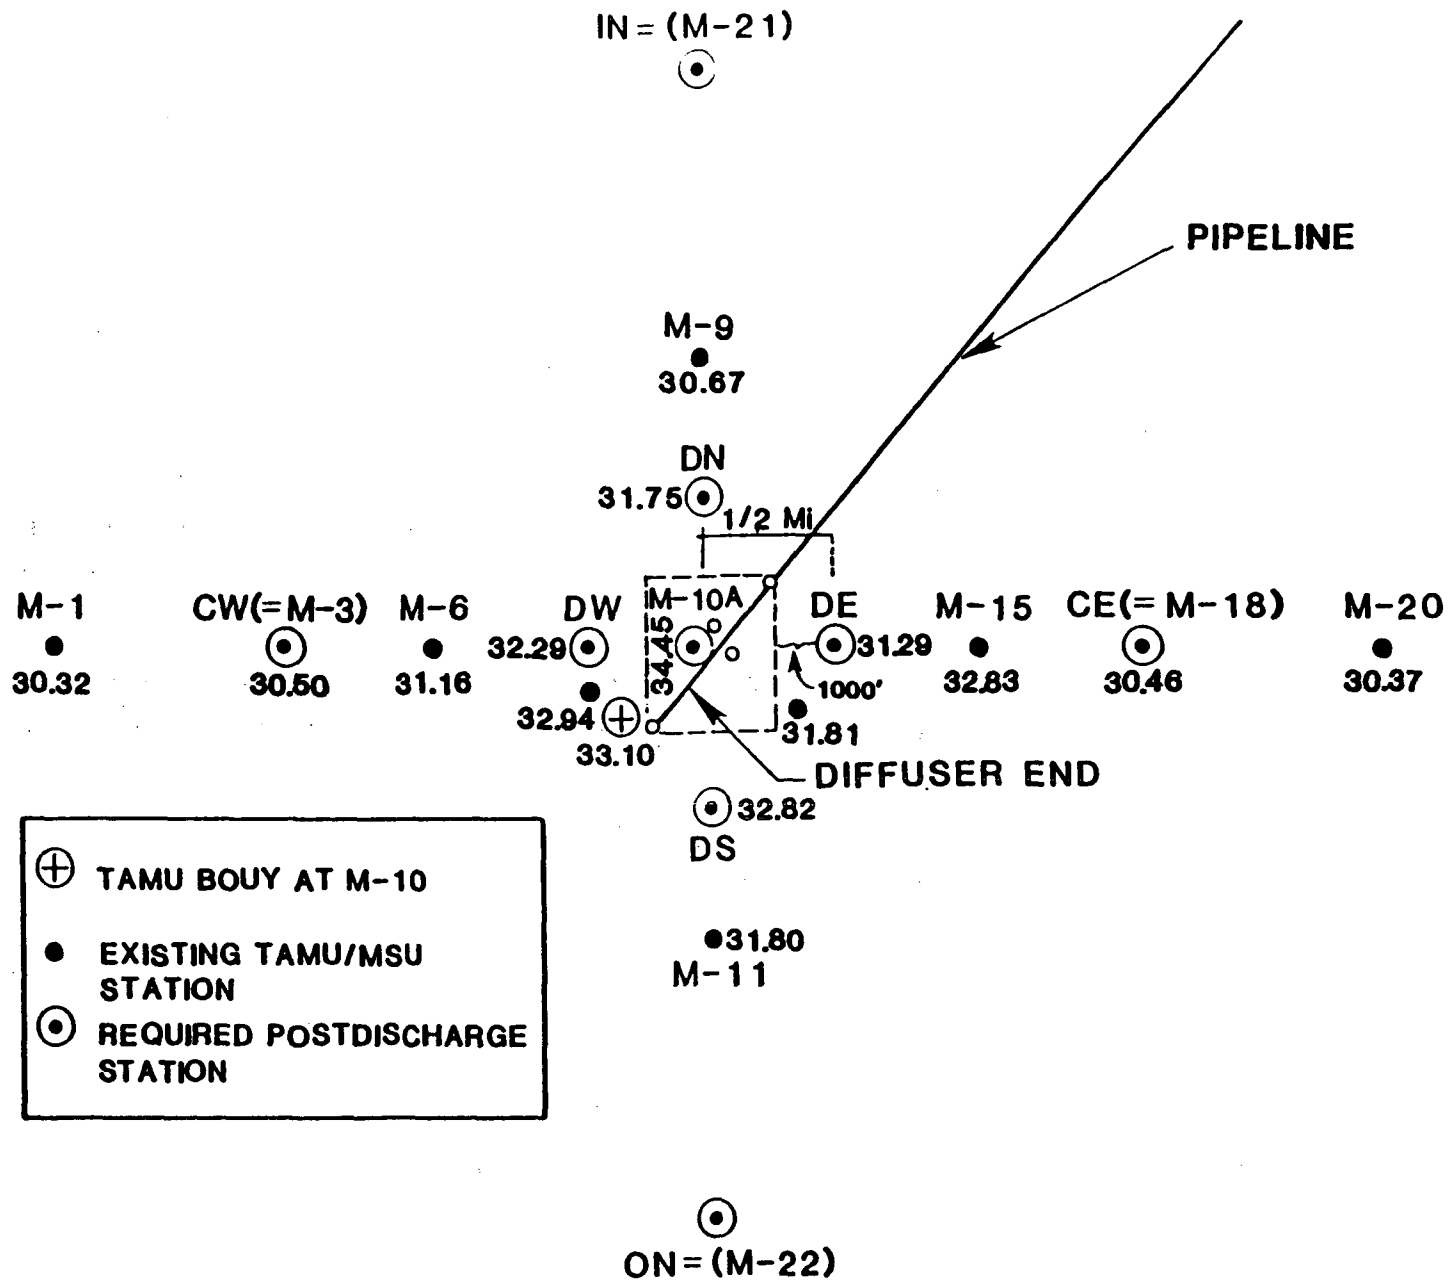 IN = (M-21)
PIPELINE
M-9
30.67
DN
31.75
1/2 Mi
M-1
30.32
CW(=M-3)
30.50
M-6
31.16
DW
32.29
32.94
33.10
M-10A
34.45
DE
31.29
1000'
31.81
M-15
32.83
CE(=M-18)
30.46
M-20
30.37
DIFFUSER END
32.82
DS
31.80
M-11
TAMU BOUY AT M-10
EXISTING TAMU/MSU
STATION
REQUIRED POSTDISCHARGE
STATION
ON = (M-22)